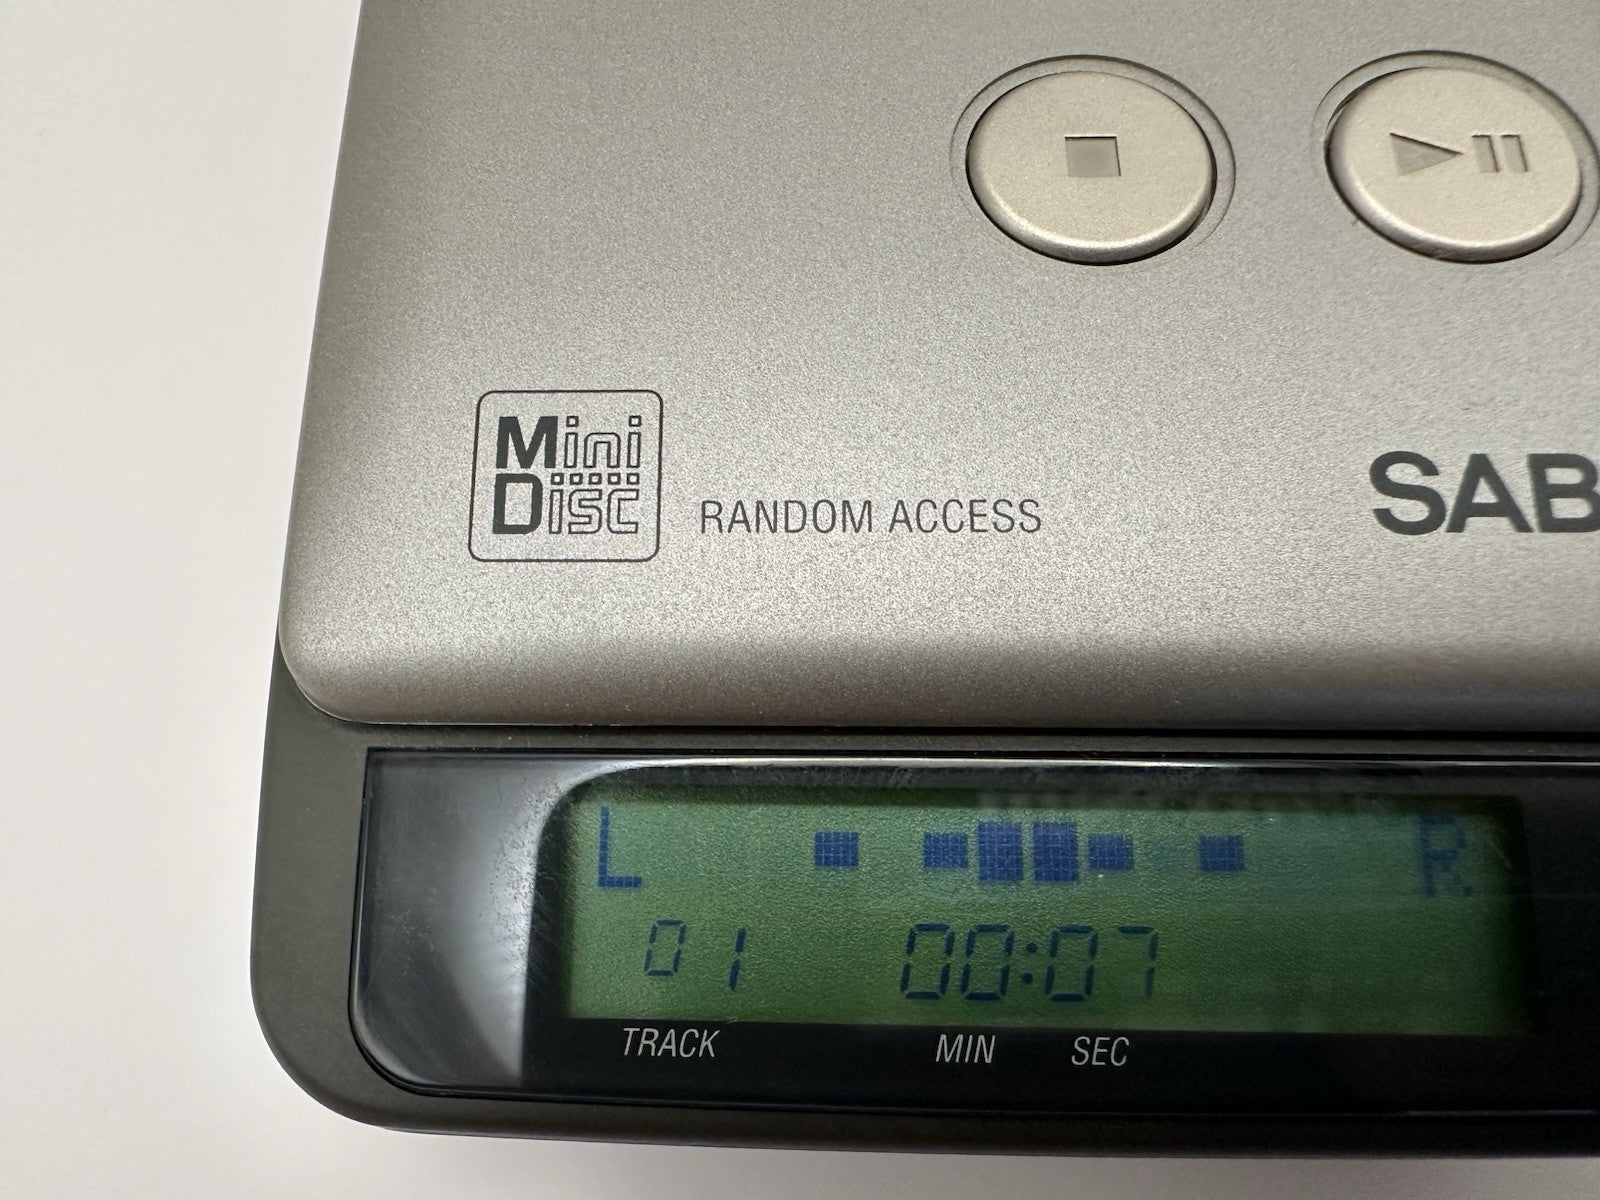 Mini
Disc
RANDOM ACCESS
SAB
L R
01 00:07
TRACK MIN SEC